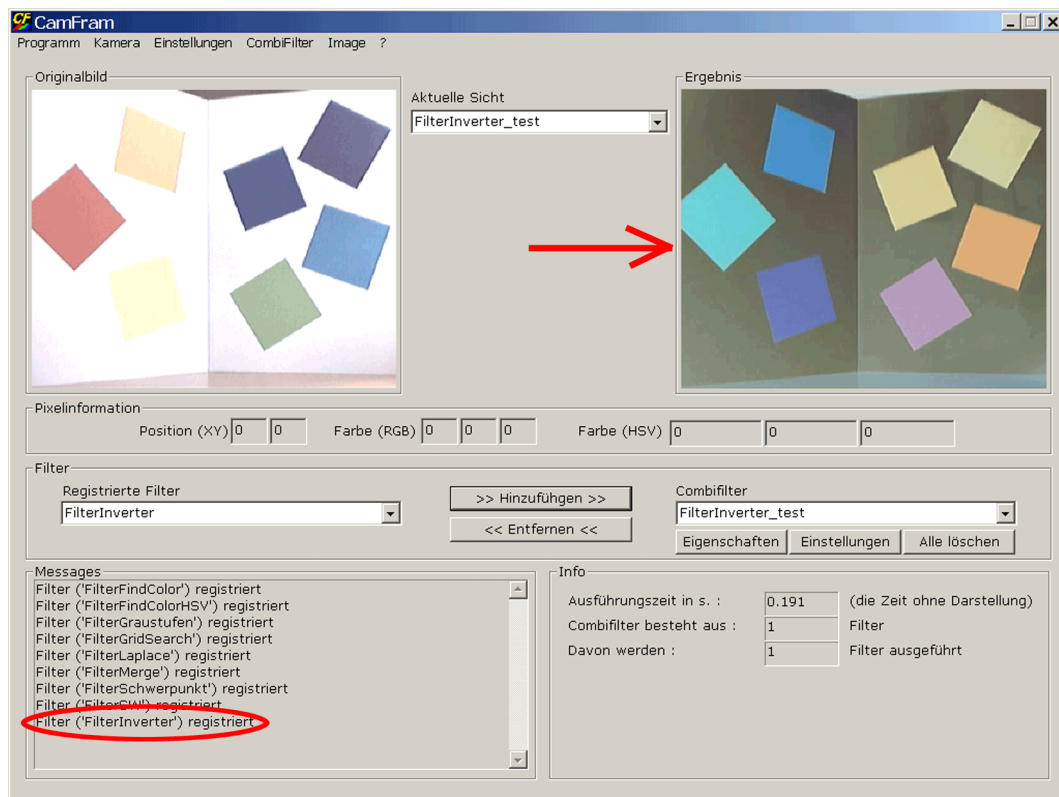 CF CamFram
Programm Kamera Einstellungen CombiFilter Image ?
Originalbild
Aktuelle Sicht
FilterInverter_test
Ergebnis
Pixelinformation
Position (XY) 0 0 Farbe (RGB) 0 0 0 Farbe (HSV) 0 0 0
Filter
Registrierte Filter
FilterInverter
>> Hinzufühgen >>
<< Entfernen <<
Combifilter
FilterInverter_test
Eigenschaften Einstellungen Alle löschen
Messages
Filter ('FilterFindColor') registriert
Filter ('FilterFindColorHSV') registriert
Filter ('FilterGraustufen') registriert
Filter ('FilterGridSearch') registriert
Filter ('FilterLaplace') registriert
Filter ('FilterMerge') registriert
Filter ('FilterSchwerpunkt') registriert
Filter ('FilterSW') registriert
Filter ('FilterInverter') registriert
Info
Ausführungszeit in s. : 0.191 (die Zeit ohne Darstellung)
Combifilter besteht aus : 1 Filter
Davon werden : 1 Filter ausgeführt